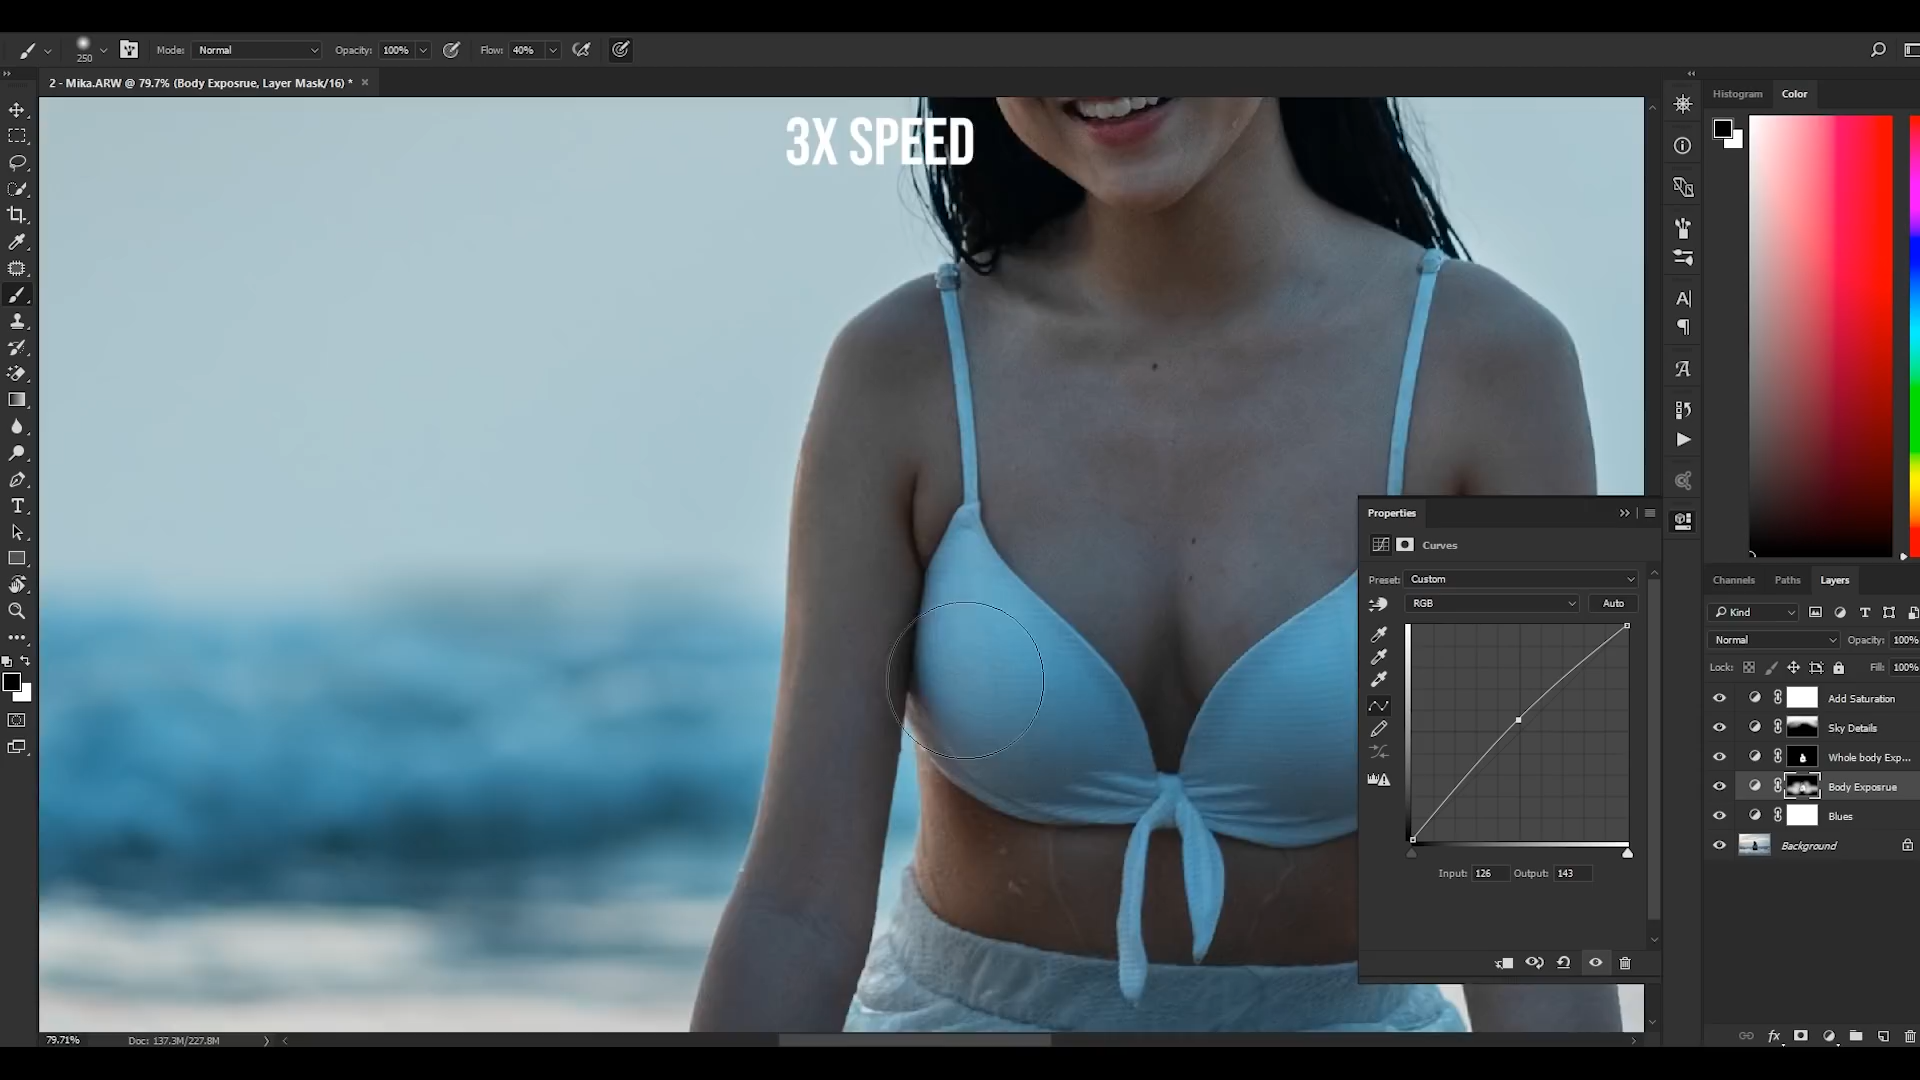 250
Mode: Normal
Opacity: 100%
Flow: 40%
2 - Mika.ARW @ 79.7% (Body Exposrue, Layer Mask/16) *
3X SPEED
Histogram
Color
Properties
Curves
Preset: Custom
RGB
Auto
Input: 126
Output: 143
Channels
Paths
Layers
Kind
Normal
Opacity: 100%
Lock:
Fill: 100%
Add Saturation
Sky Details
Whole body Exp...
Body Exposrue
Blues
Background
79.71%
Doc: 137.3M/227.8M